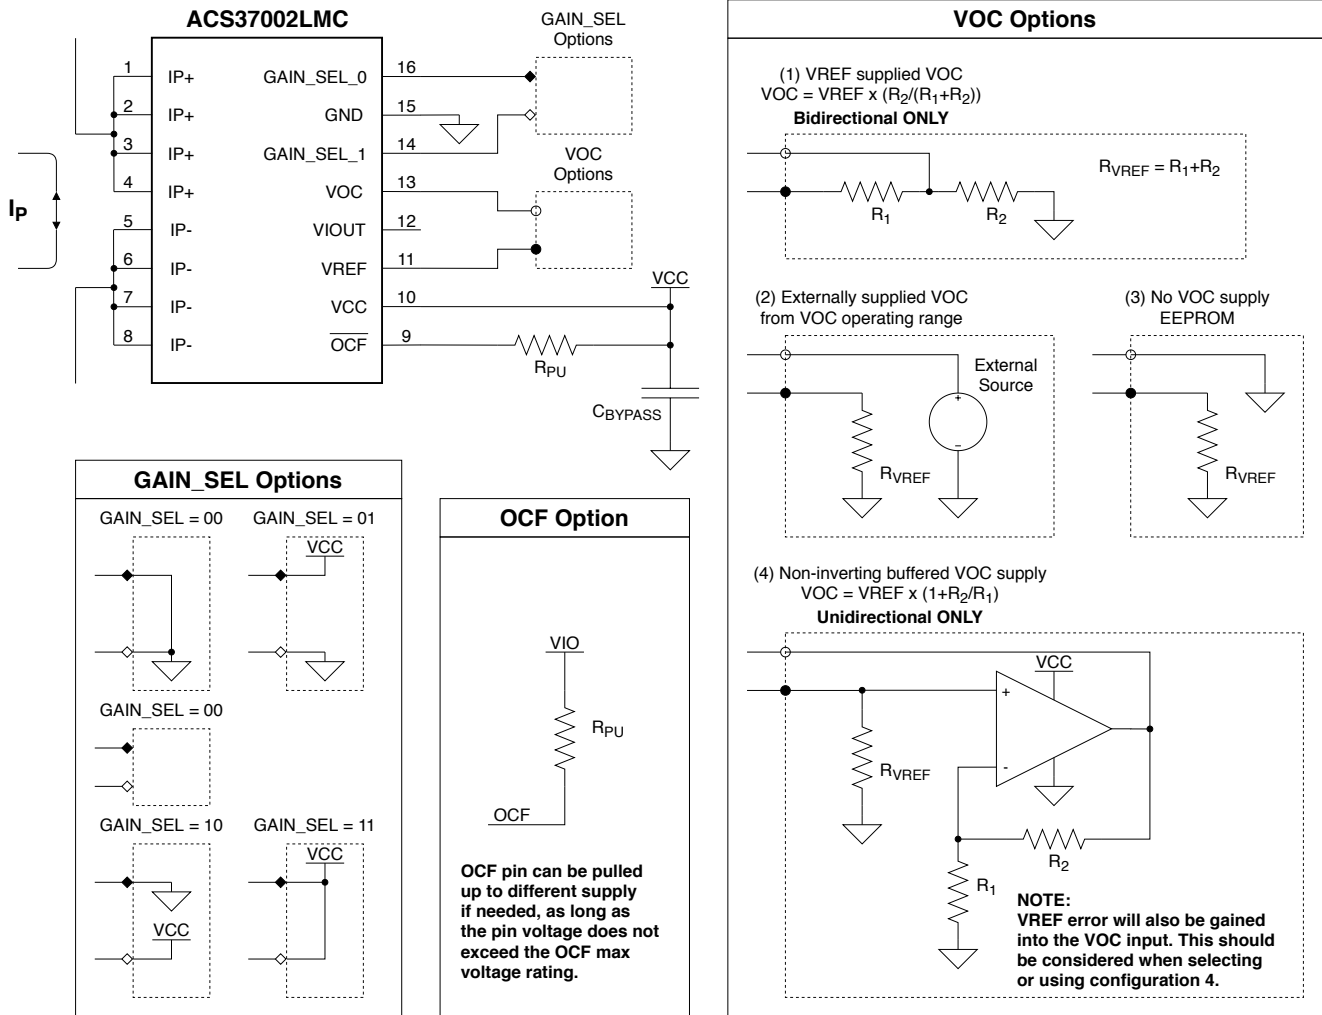 ACS37002LMC
GAIN_SEL
Options
1 IP+ GAIN_SEL_0 16
2 IP+ GND 15
3 IP+ GAIN_SEL_1 14
4 IP+ VOC 13
5 IP- VIOUT 12
6 IP- VREF 11
7 IP- VCC 10
8 IP- OCF 9
IP
VOC
Options
VCC
RPU
CBYPASS
GAIN_SEL Options
GAIN_SEL = 00 GAIN_SEL = 01
VCC
GAIN_SEL = 00
GAIN_SEL = 10 GAIN_SEL = 11
VCC
VCC
OCF Option
VIO
RPU
OCF
OCF pin can be pulled
up to different supply
if needed, as long as
the pin voltage does not
exceed the OCF max
voltage rating.
VOC Options
(1) VREF supplied VOC
VOC = VREF x (R2/(R1+R2))
Bidirectional ONLY
RVREF = R1+R2
R1 R2
(2) Externally supplied VOC
from VOC operating range
External
Source
+
-
RVREF
(3) No VOC supply
EEPROM
RVREF
(4) Non-inverting buffered VOC supply
VOC = VREF x (1+R2/R1)
Unidirectional ONLY
VCC
+
-
RVREF
R2
R1
NOTE:
VREF error will also be gained
into the VOC input. This should
be considered when selecting
or using configuration 4.